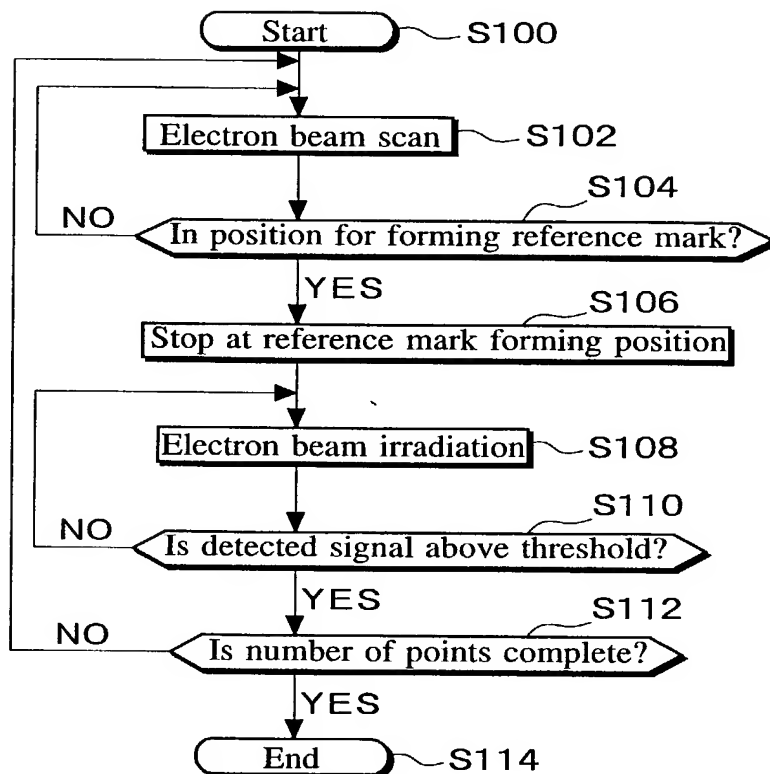 Start S100
Electron beam scan S102
S104
NO In position for forming reference mark?
YES
S106
Stop at reference mark forming position
Electron beam irradiation S108
S110
NO Is detected signal above threshold?
YES
S112
NO Is number of points complete?
YES
End S114